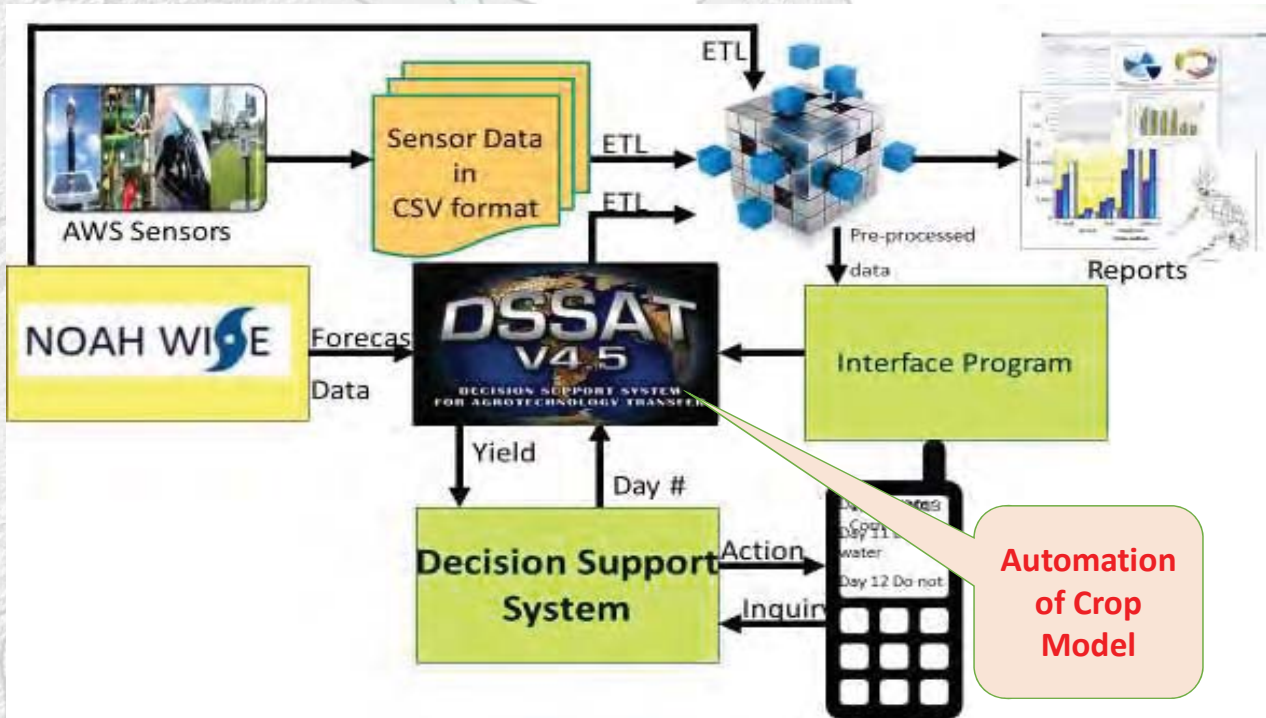 ETL
Sensor Data
in
CSV format
ETL
ETL
AWS Sensors
Pre-processed
data
Reports
NOAH WISE
Forecas
Data
DSSAT
V4.5
DECISION SUPPORT SYSTEM
FOR AGROTECHNOLOGY TRANSFER
Interface Program
Yield
Day #
Decision Support
System
Action
Inquiry
Day 11
water
Day 12 Do not
Automation
of Crop
Model